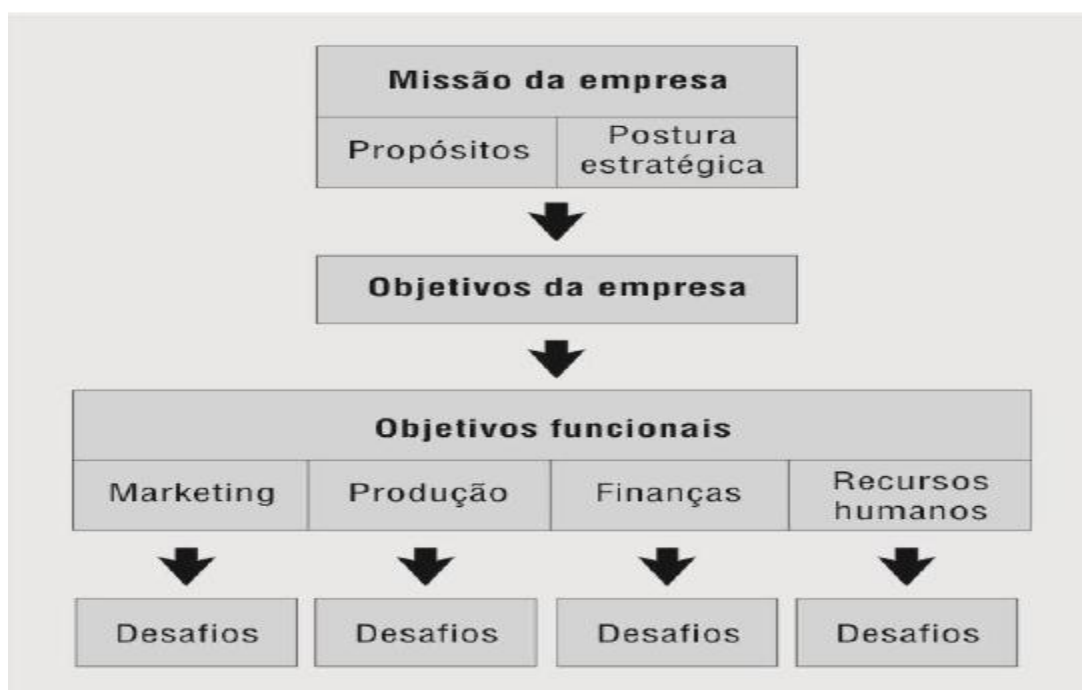 Missão da empresa
Propósitos
Postura
estratégica
Objetivos da empresa
Objetivos funcionais
Marketing
Produção
Finanças
Recursos
humanos
Desafios
Desafios
Desafios
Desafios